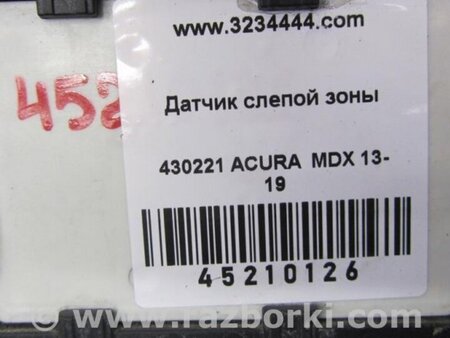 www.3234444.com
452
Датчик слепой зоны
430221 ACURA MDX 13-
19
45210126
www.razborki.com